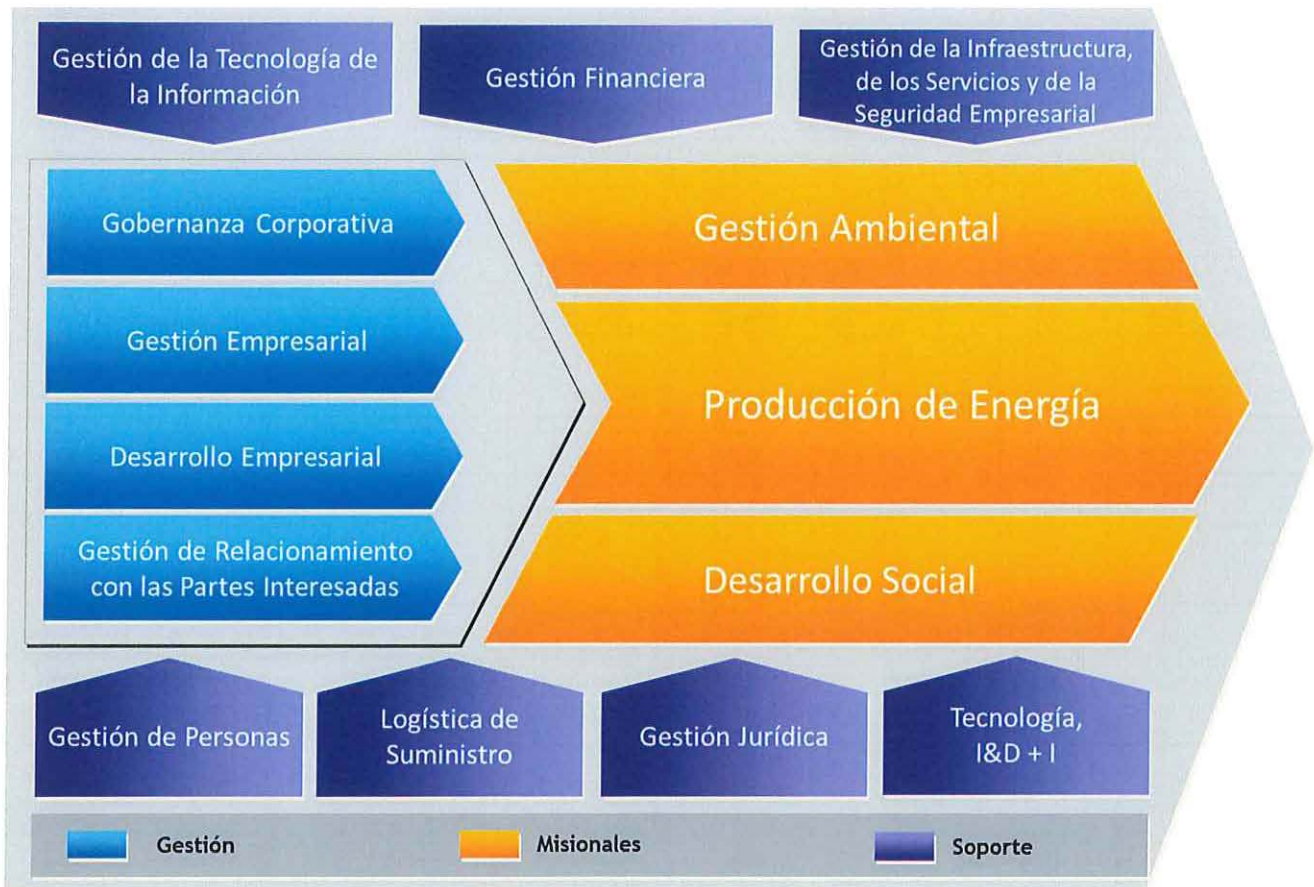 Gestión de la Tecnología de
la Información
Gestión Financiera
Gestión de la Infraestructura,
de los Servicios y de la
Seguridad Empresarial
Gobernanza Corporativa
Gestión Empresarial
Desarrollo Empresarial
Gestión de Relacionamiento
con las Partes Interesadas
Gestión Ambiental
Producción de Energía
Desarrollo Social
Gestión de Personas
Logística de
Suministro
Gestión Jurídica
Tecnología,
I&D + I
Gestión
Misionales
Soporte